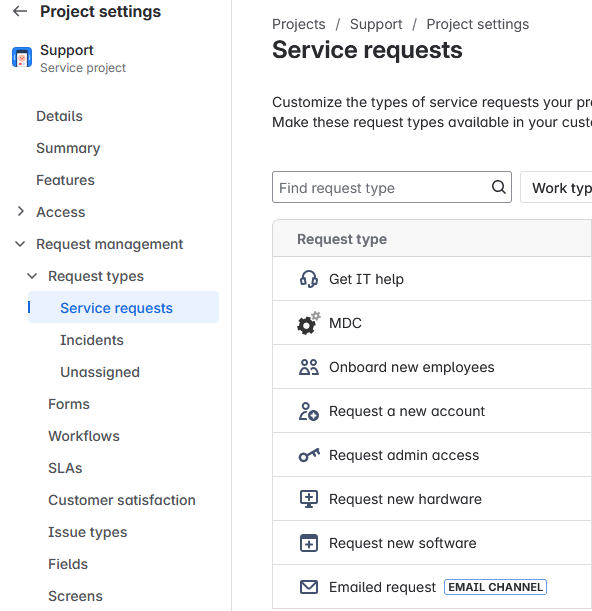 Project settings
Support
Service project
Details
Summary
Features
Access
Request management
Request types
Service requests
Incidents
Unassigned
Forms
Workflows
SLAs
Customer satisfaction
Issue types
Fields
Screens
Projects / Support / Project settings
Service requests
Customize the types of service requests your pr
Make these request types available in your cust
Find request type
Work typ
Request type
Get IT help
MDC
Onboard new employees
Request a new account
Request admin access
Request new hardware
Request new software
Emailed request EMAIL CHANNEL